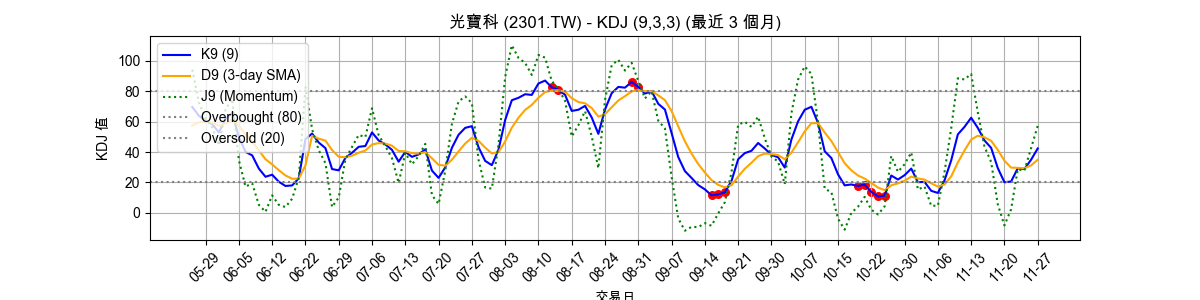 光寶科 (2301.TW) - KDJ (9,3,3) (最近 3 個月)
K9 (9)
D9 (3-day SMA)
J9 (Momentum)
Overbought (80)
Oversold (20)
KDJ 值
100
80
60
40
20
0
05-29 06-05 06-12 06-22 06-29 07-06 07-13 07-20 07-27 08-03 08-10 08-17 08-24 08-31 09-07 09-14 09-21 09-30 10-07 10-15 10-22 10-30 11-06 11-13 11-20 11-27
交易日